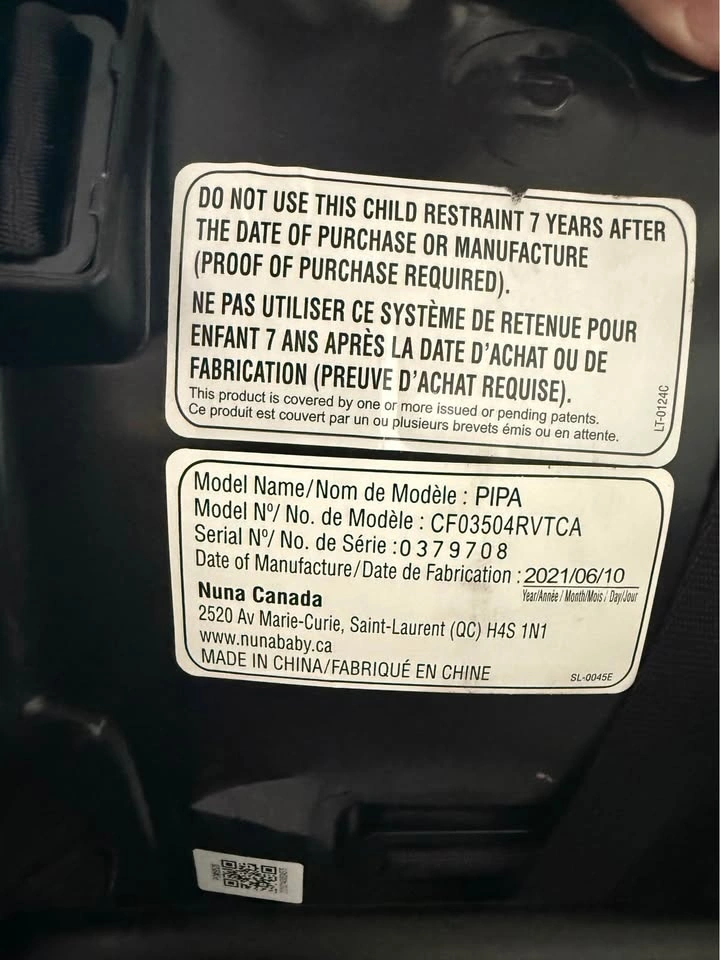 DO NOT USE THIS CHILD RESTRAINT 7 YEARS AFTER
THE DATE OF PURCHASE OR MANUFACTURE
(PROOF OF PURCHASE REQUIRED).
NE PAS UTILISER CE SYSTÈME DE RETENUE POUR
ENFANT 7 ANS APRÈS LA DATE D'ACHAT OU DE
FABRICATION (PREUVE D'ACHAT REQUISE).
This product is covered by one or more issued or pending patents.
Ce produit est couvert par un ou plusieurs brevets émis ou en attente.
LT-0124C
Model Name/Nom de Modèle : PIPA
Model Nº/ No. de Modèle : CF03504RVTCA
Serial Nº/ No. de Série :0379708
Date of Manufacture/Date de Fabrication : 2021/06/10
Year/Année / Month/Mois / Day/Jour
Nuna Canada
2520 Av Marie-Curie, Saint-Laurent (QC) H4S 1N1
www.nunababy.ca
MADE IN CHINA/FABRIQUÉ EN CHINE
SL-0045E